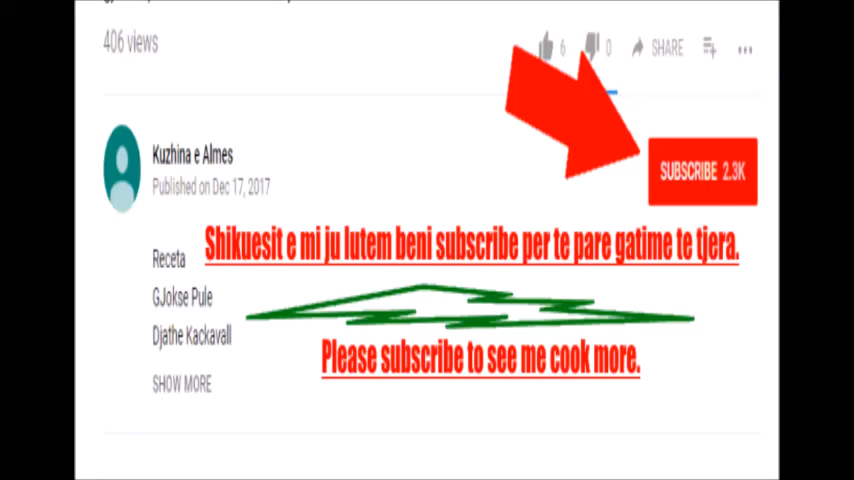 406 views
6
0
SHARE
Kuzhina e Almes
Published on Dec 17, 2017
SUBSCRIBE 2.3K
Shikuesit e mi ju lutem beni subscribe per te pare gatime te tjera.
Receta
GJokse Pule
Djathe Kackavall
Please subscribe to see me cook more.
SHOW MORE